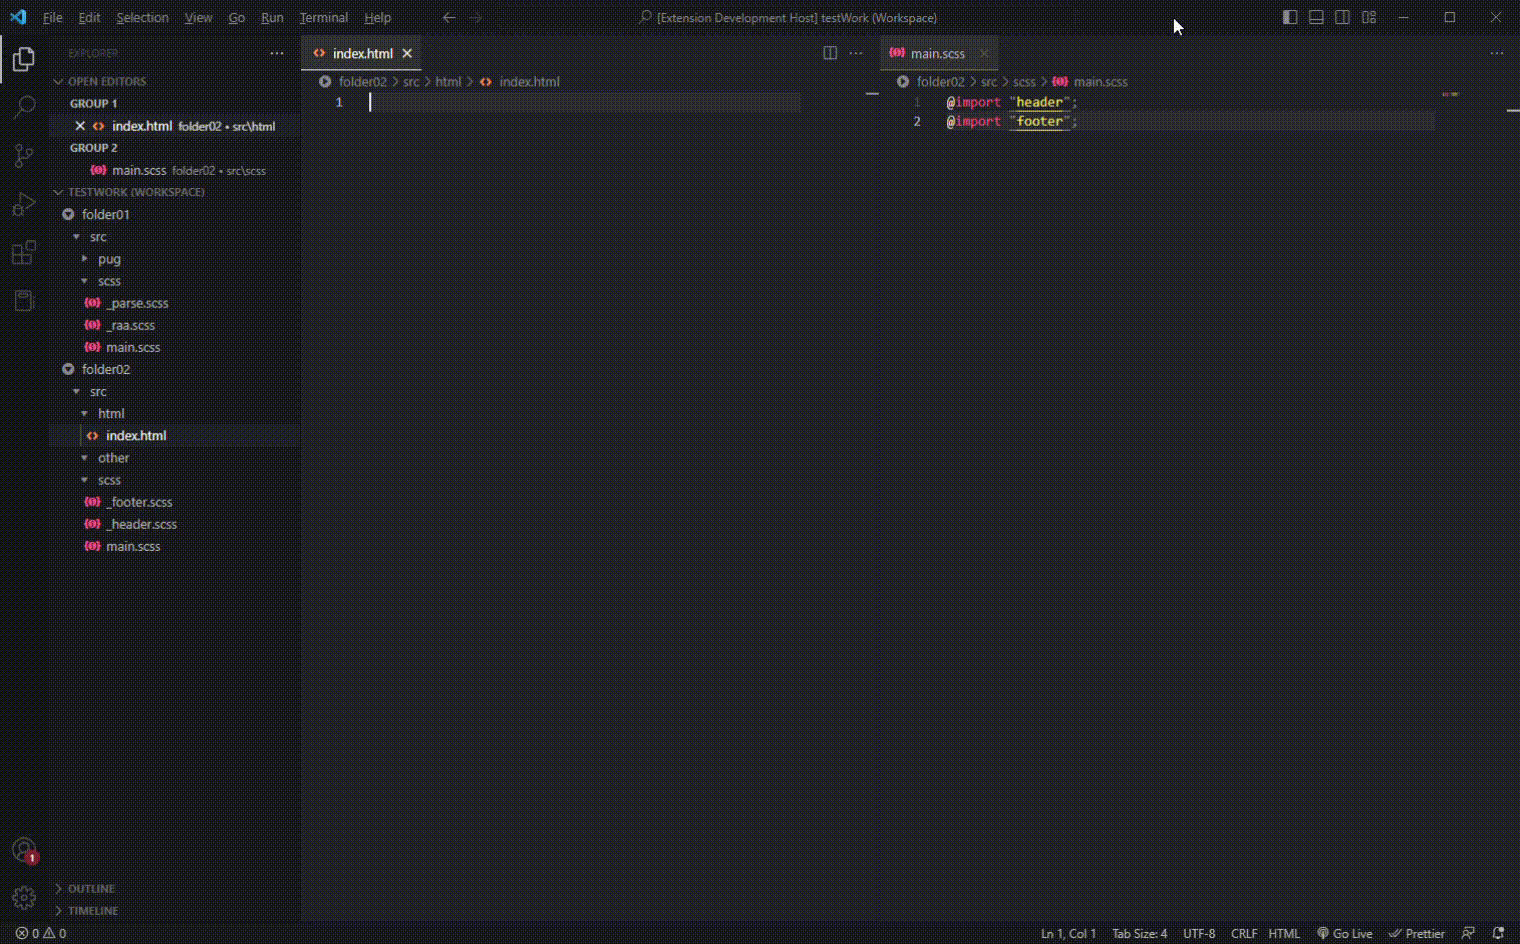 File Edit Selection View Go Run Terminal Help
[Extension Development Host] testWork (Workspace)
EXPLORER
OPEN EDITORS
GROUP 1
index.html folder02 • src\html
GROUP 2
main.scss folder02 • src\scss
TESTWORK (WORKSPACE)
folder01
src
pug
scss
_parse.scss
_raa.scss
main.scss
folder02
src
html
index.html
other
scss
_footer.scss
_header.scss
main.scss
OUTLINE
TIMELINE
1
index.html
folder02 > src > html > index.html
1
main.scss
folder02 > src > scss > main.scss
1 @import "header";
2 @import "footer";
0 0
Ln 1, Col 1 Tab Size: 4 UTF-8 CRLF HTML Go Live Prettier